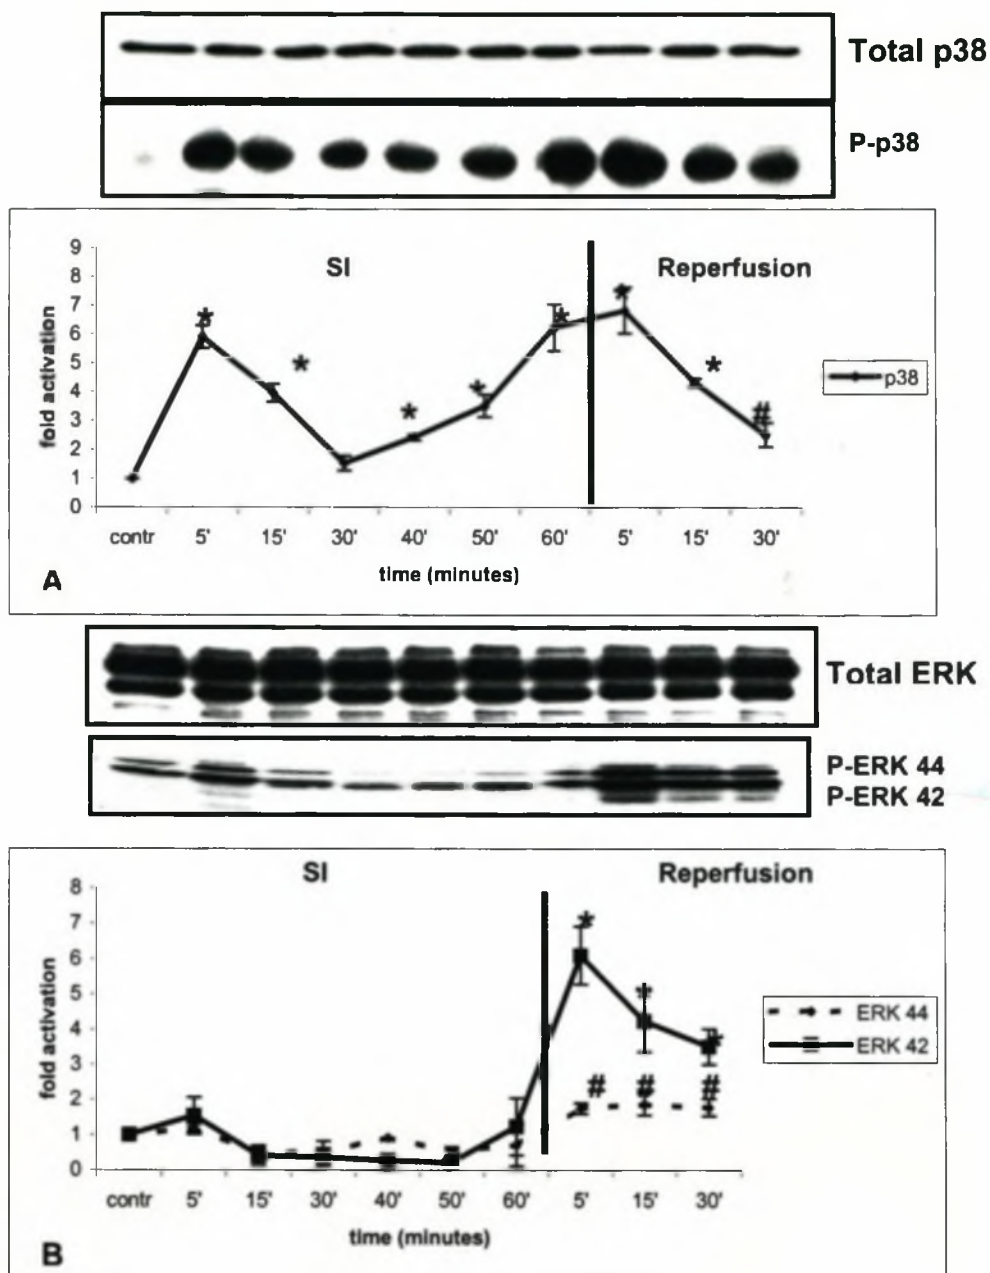 Total p38
P-p38
SI
Reperfusion
fold activation
9
8
7
6
5
4
3
2
1
0
* * * * * * * #
p38
contr 5' 15' 30' 40' 50' 60' 5' 15' 30'
time (minutes)
A
Total ERK
P-ERK 44
P-ERK 42
SI
Reperfusion
fold activation
8
7
6
5
4
3
2
1
0
* * *
# # #
ERK 44
ERK 42
contr 5' 15' 30' 40' 50' 60' 5' 15' 30'
time (minutes)
B